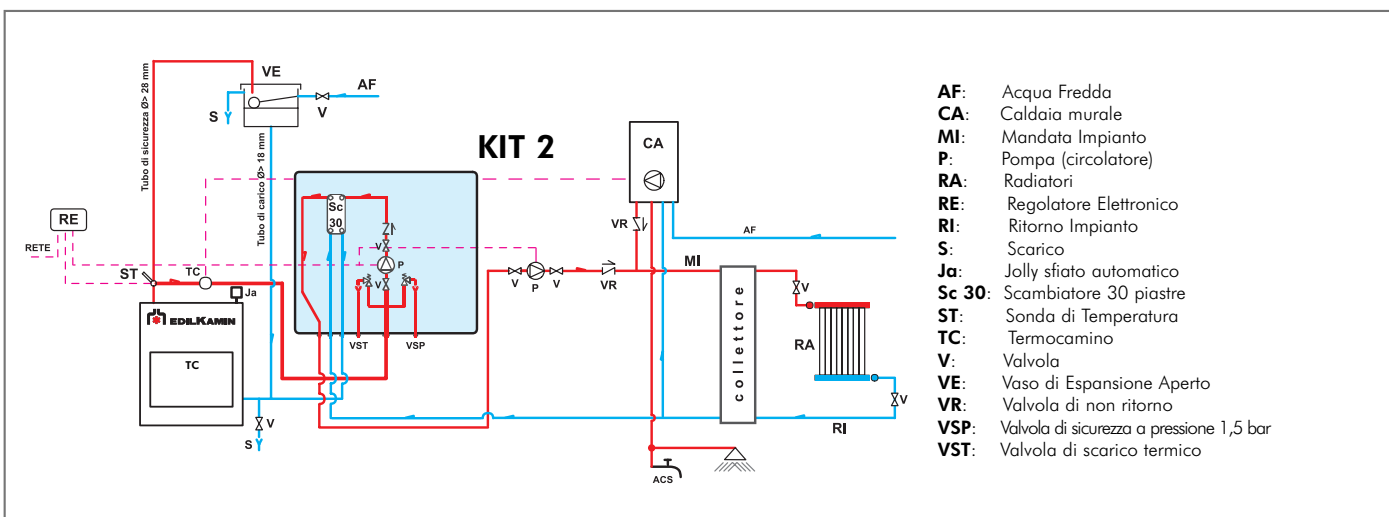 VE
AF
S
V
Tubo di sicurezza Ø> 28 mm
Tubo di carico Ø> 18 mm
KIT 2
CA
Sc
30
RE
RETE
VR
AF
V
P
ST
TC
MI
V
P
V
VR
V
V
Ja
EDILKAMIN
TC
VST
VSP
collettore
RA
V
V
S
RI
ACS
AF: Acqua Fredda
CA: Caldaia murale
MI: Mandata Impianto
P: Pompa (circolatore)
RA: Radiatori
RE: Regolatore Elettronico
RI: Ritorno Impianto
S: Scarico
Ja: Jolly sfiato automatico
Sc 30: Scambiatore 30 piastre
ST: Sonda di Temperatura
TC: Termocamino
V: Valvola
VE: Vaso di Espansione Aperto
VR: Valvola di non ritorno
VSP: Valvola di sicurezza a pressione 1,5 bar
VST: Valvola di scarico termico